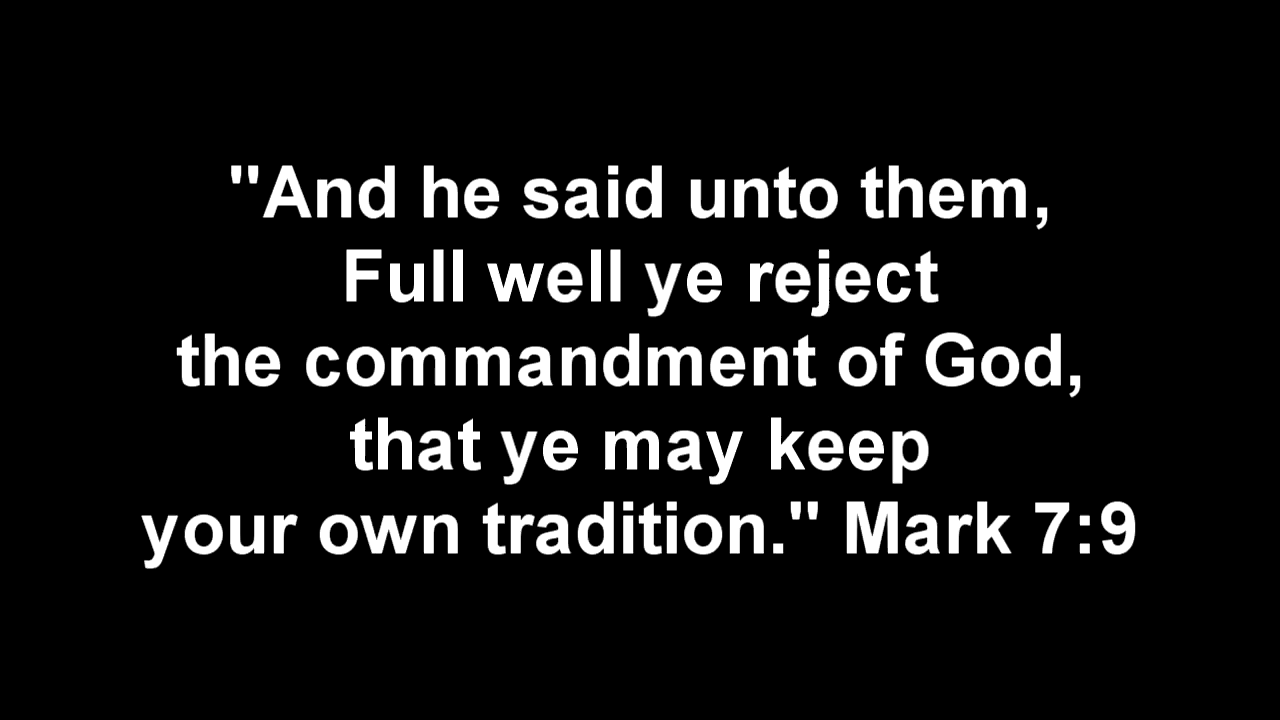 "And he said unto them,
Full well ye reject
the commandment of God,
that ye may keep
your own tradition." Mark 7:9